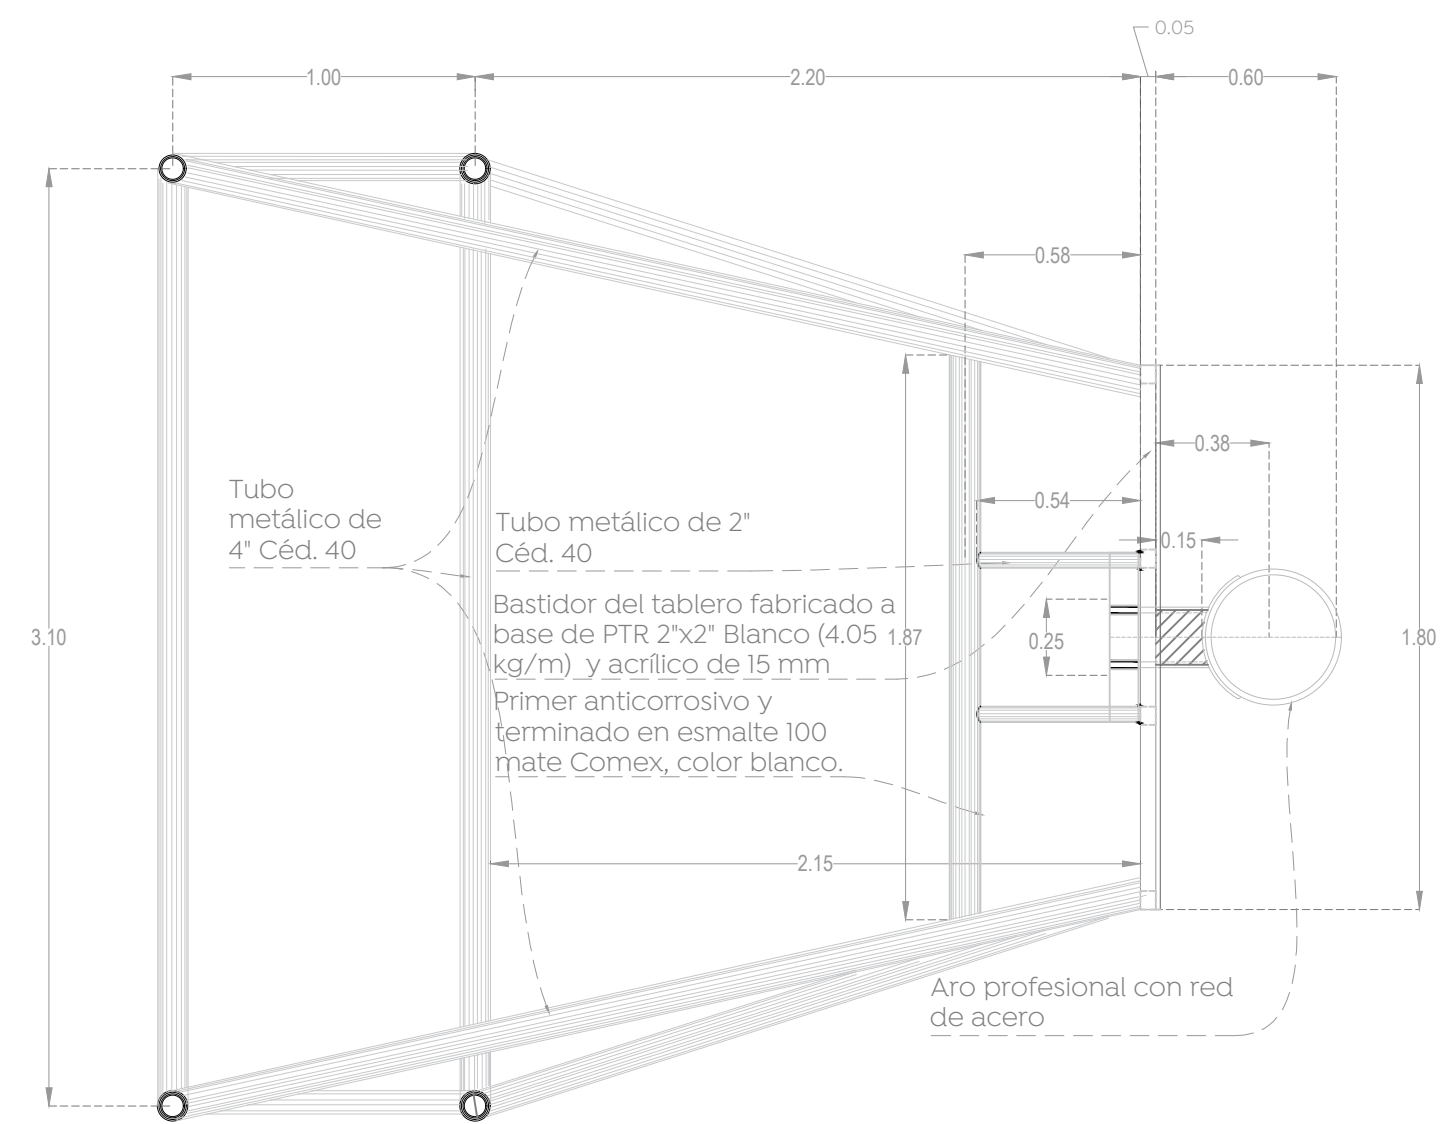 0.05
1.00
2.20
0.60
0.58
0.38
Tubo
metálico de
4" Céd. 40
0.54
Tubo metálico de 2"
Céd. 40
0.15
Bastidor del tablero fabricado a
base de PTR 2"x2" Blanco (4.05
kg/m) y acrílico de 15 mm
3.10
1.87
0.25
1.80
Primer anticorrosivo y
terminado en esmalte 100
mate Comex, color blanco.
2.15
Aro profesional con red
de acero